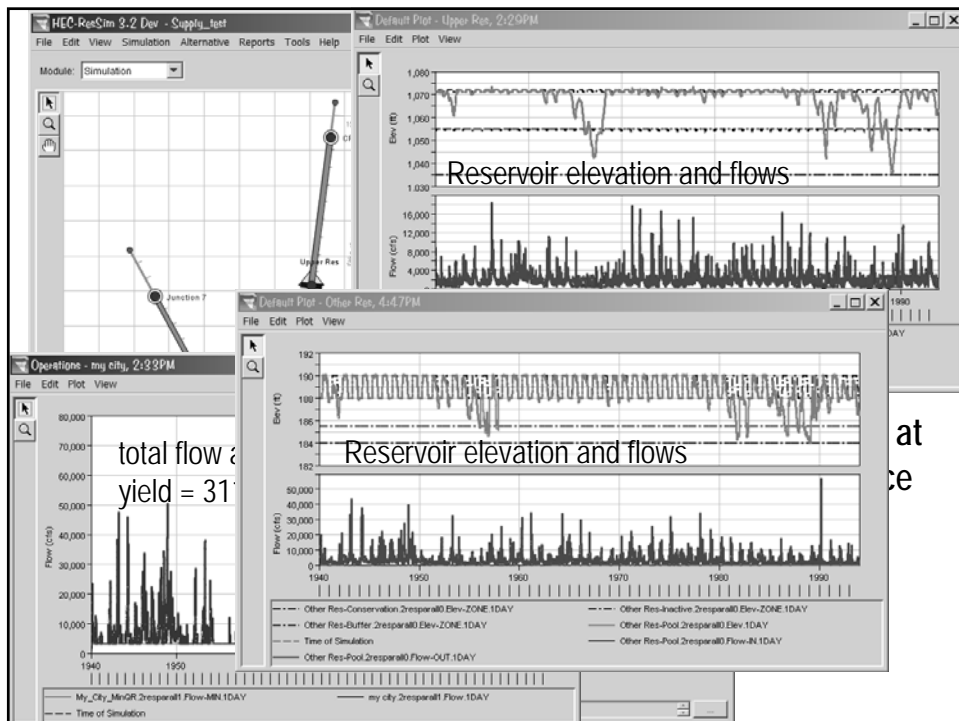 HEC-ResSim 3.2 Dev - Supply_test
File Edit View Simulation Alternative Reports Tools Help
Module: Simulation
Upper Res
Junction 7
Default Plot - Upper Res, 2:29PM
File Edit Plot View
1,080
1,070
1,055
1,040
1.030
Elev (ft)
Reservoir elevation and flows
16,000
12,000
8,000
4,000
0
Flow (cfs)
1990
Default Plot - Other Res, 4:47PM
File Edit Plot View
192
190
188
186
184
182
Elev (ft)
Reservoir elevation and flows
50,000
40,000
30,000
20,000
10,000
0
Flow (cfs)
1940 1950 1960 1970 1980 1990
Other Res-Conservation.2resparall0.Elev-ZONE.1DAY
Other Res-Inactive.2resparall0.Elev-ZONE.1DAY
Other Res-Buffer.2resparall0.Elev-ZONE.1DAY
Other Res-Pool.2resparall0.Elev.1DAY
Time of Simulation
Other Res-Pool.2resparall0.Flow-IN.1DAY
Other Res-Pool.2resparall0.Flow-OUT.1DAY
Operations - my city, 2:33PM
File Edit Plot View
80,000
70,000
60,000
50,000
40,000
30,000
20,000
10,000
0
Flow (cfs)
total flow
yield = 31
1940 1950
My_City_MinQR.2resparall1.Flow-MIN.1DAY
my city.2resparall1.Flow.1DAY
Time of Simulation
at